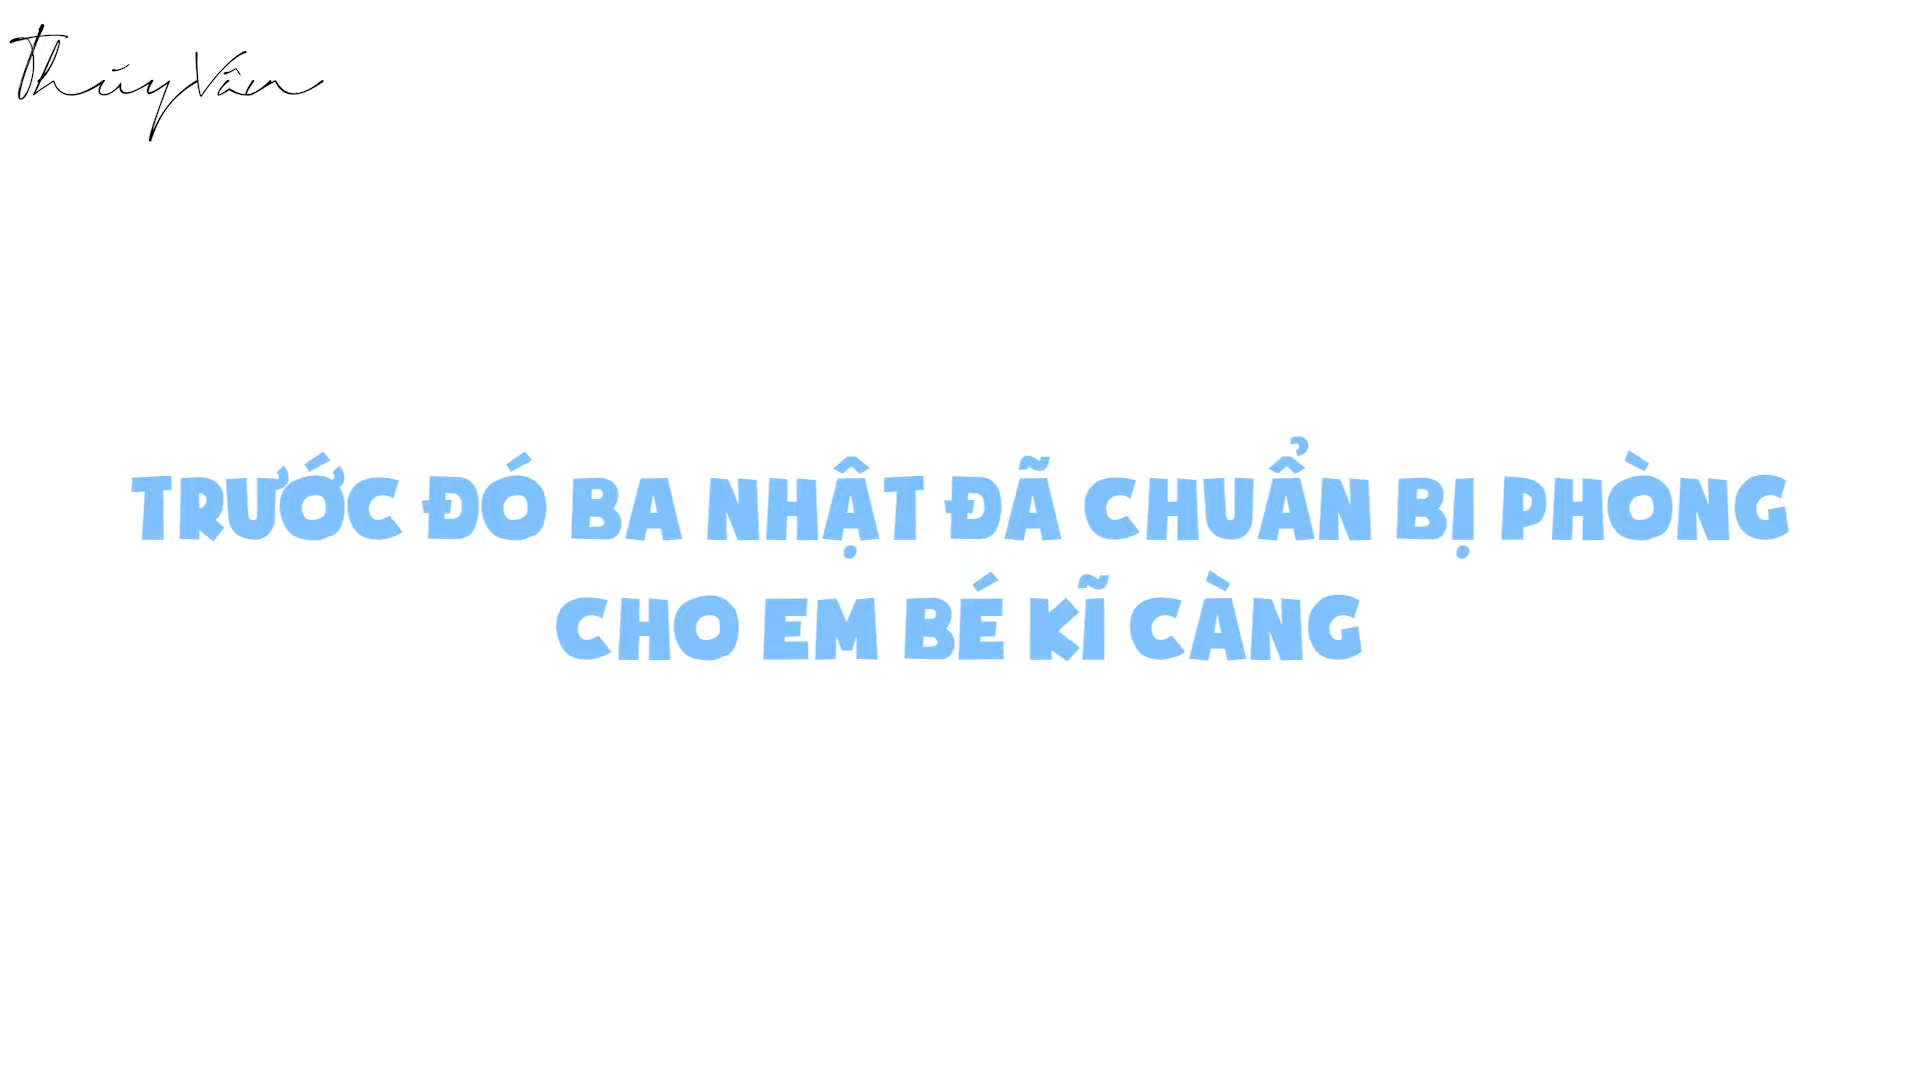 Thúy Vân
TRƯỚC ĐÓ BA NHẬT ĐÃ CHUẨN BỊ PHÒNG
CHO EM BÉ KĨ CÀNG